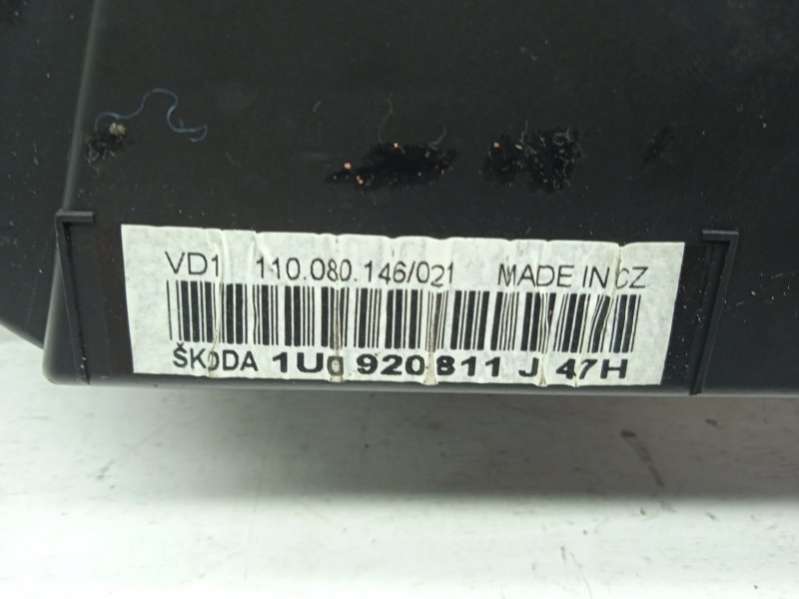 VD1 110.080.146/021 MADE IN CZ
ŠKODA 1U0 920 811 J 47H